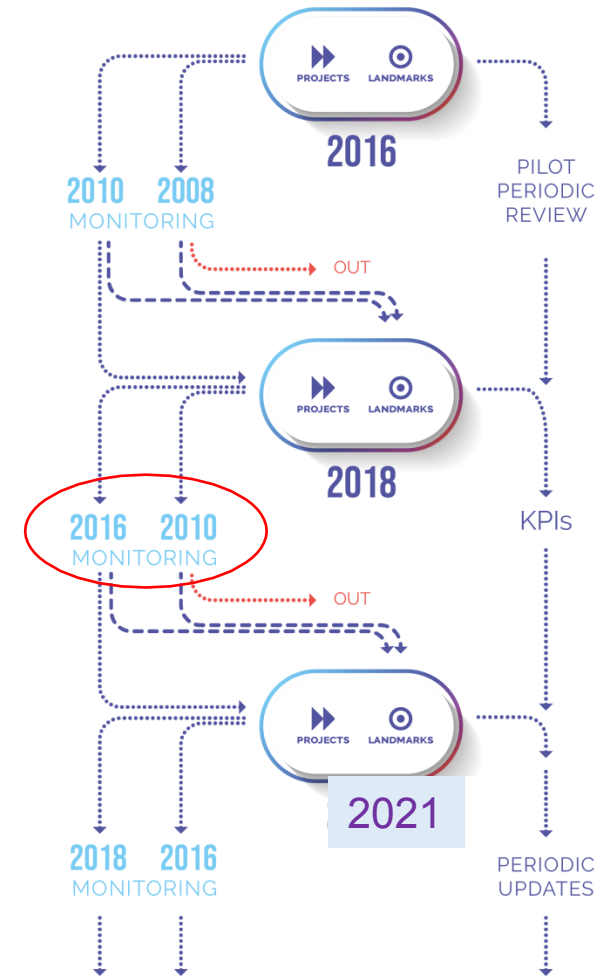 PROJECTS LANDMARKS
2016
PILOT
PERIODIC
REVIEW
2010 2008
MONITORING
OUT
PROJECTS LANDMARKS
2018
KPIs
2016 2010
MONITORING
OUT
PROJECTS LANDMARKS
2021
2018 2016
MONITORING
PERIODIC
UPDATES